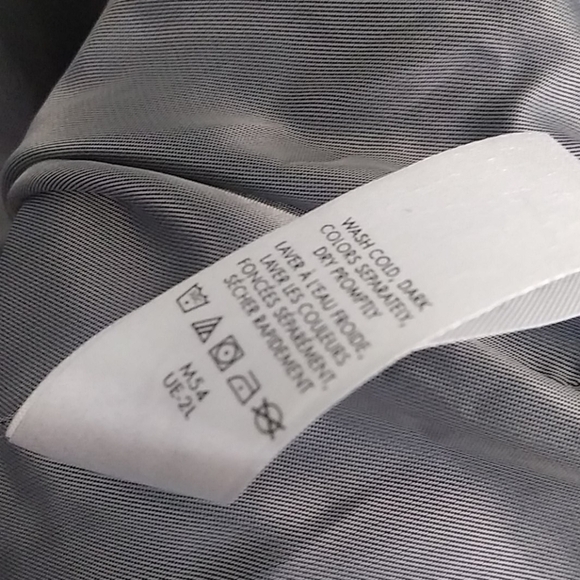 WASH COLD, DARK
COLORS SEPARATELY,
DRY PROMPTLY
LAVER À L'EAU FROIDE,
LAVER LES COULEURS
FONCÉES SÉPARÉMENT,
SÉCHER RAPIDEMENT
M54
UE-2L